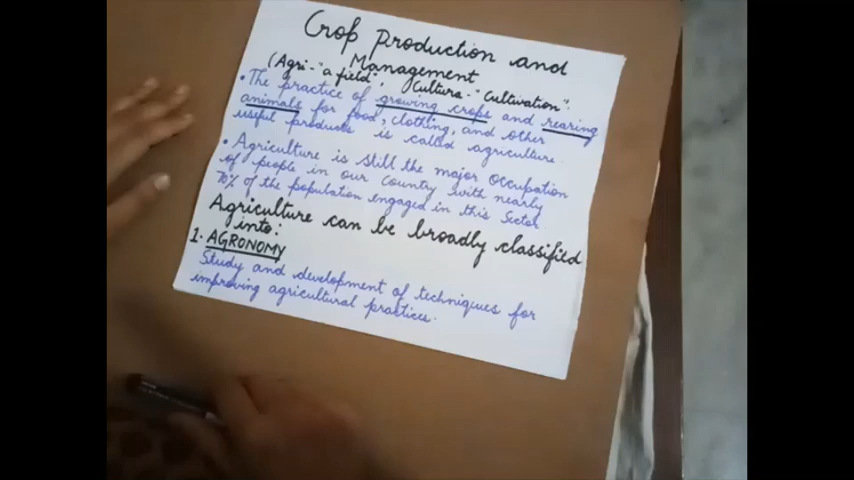 Crop Production and
Management
(Agri-"a field", Cultura-"Cultivation").
• The practice of growing crops and rearing
animals for food, clothing, and other
useful products is called agriculture.
• Agriculture is still the major occupation
of people in our country with nearly
70% of the population engaged in this Sector.
Agriculture can be broadly classified
into:
1. AGRONOMY
Study and development of techniques for
improving agricultural practices.